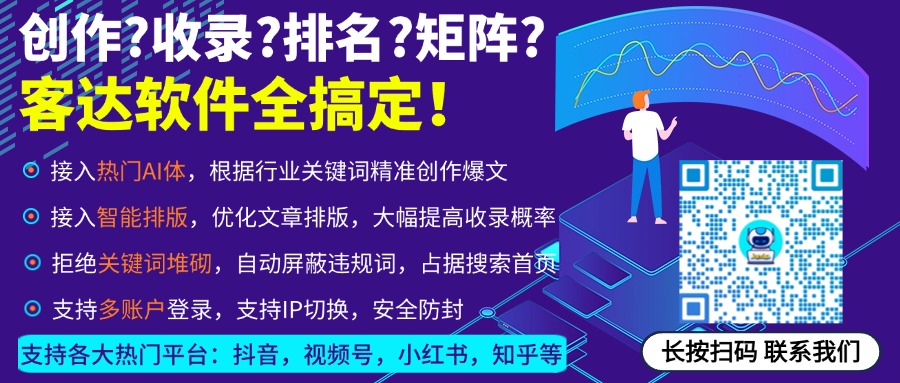 创作?收录?排名?矩阵?
客达软件全搞定!
接入热门AI体，根据行业关键词精准创作爆文
接入智能排版，优化文章排版，大幅提高收录概率
拒绝关键词堆砌，自动屏蔽违规词，占据搜索首页
支持多账户登录，支持IP切换，安全防封
支持各大热门平台：抖音，视频号，小红书，知乎等
长按扫码 联系我们